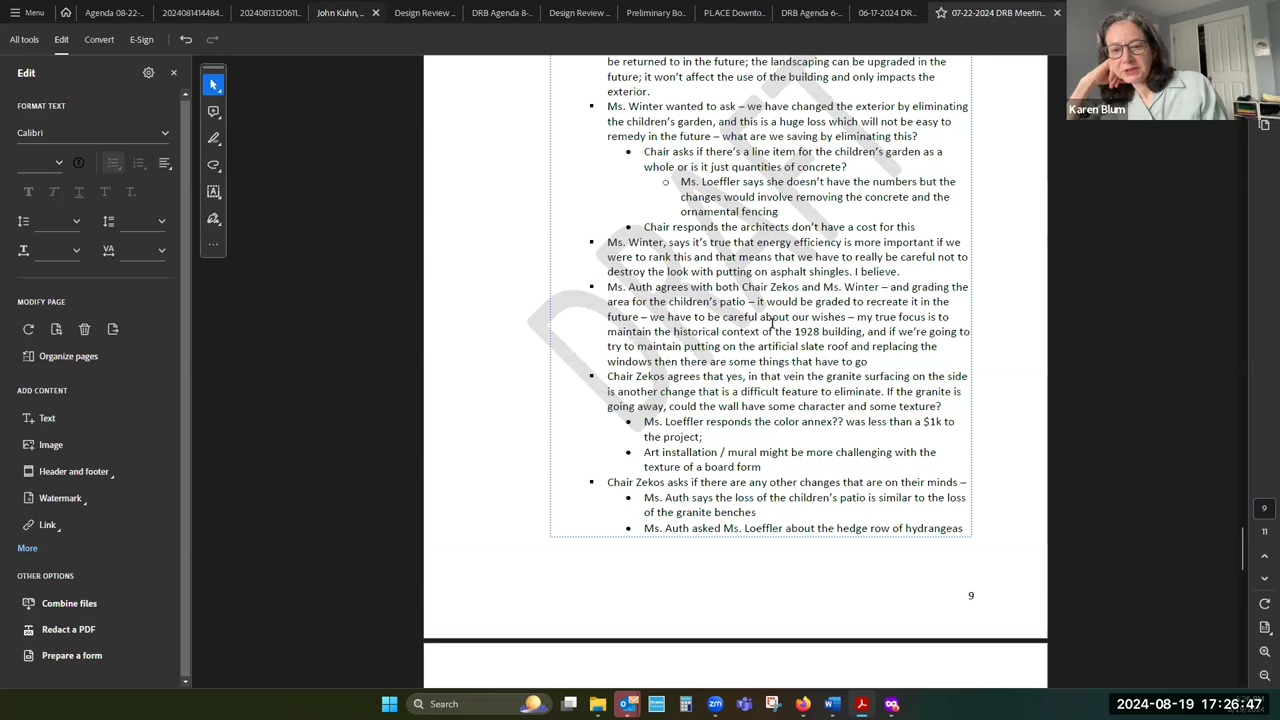 Menu
Agenda 08-22-
2024081414484...
20240813120611...
John Kuhn,...
Design Review ...
DRB Agenda 8-...
Design Review ...
Preliminary Bo...
PLACE Downto...
DRB Agenda 6-...
06-17-2024 DR...
07-22-2024 DRB Meetin...
All tools
Edit
Convert
E-Sign
Edit
FORMAT TEXT
Calibri
MODIFY PAGE
Organize pages
ADD CONTENT
Text
Image
Header and footer
Watermark
Link
More
OTHER OPTIONS
Combine files
Redact a PDF
Prepare a form
DRAFT
be returned to in the future; the landscaping can be upgraded in the
future; it won't affect the use of the building and only impacts the
exterior.
Ms. Winter wanted to ask – we have changed the exterior by eliminating
the children's garden, and this is a huge loss which will not be easy to
remedy in the future – what are we saving by eliminating this?
Chair asks if there's a line item for the children's garden as a
whole or is it just quantities of concrete?
Ms. Loeffler says she doesn't have the numbers but the
changes would involve removing the concrete and the
ornamental fencing
Chair responds the architects don't have a cost for this
Ms. Winter, says it's true that energy efficiency is more important if we
were to rank this and that means that we have to really be careful not to
destroy the look with putting on asphalt shingles. I believe.
Ms. Auth agrees with both Chair Zekos and Ms. Winter – and grading the
area for the children's patio – it would be graded to recreate it in the
future – we have to be careful about our wishes – my true focus is to
maintain the historical context of the 1928 building, and if we're going to
try to maintain putting on the artificial slate roof and replacing the
windows then there are some things that have to go
Chair Zekos agrees that yes, in that vein the granite surfacing on the side
is another change that is a difficult feature to eliminate. If the granite is
going away, could the wall have some character and some texture?
Ms. Loeffler responds the color annex?? was less than a $1k to
the project;
Art installation / mural might be more challenging with the
texture of a board form
Chair Zekos asks if there are any other changes that are on their minds –
Ms. Auth says the loss of the children's patio is similar to the loss
of the granite benches
Ms. Auth asked Ms. Loeffler about the hedge row of hydrangeas
9
Karen Blum
9
11
Search
2024-08-19 17:26:47